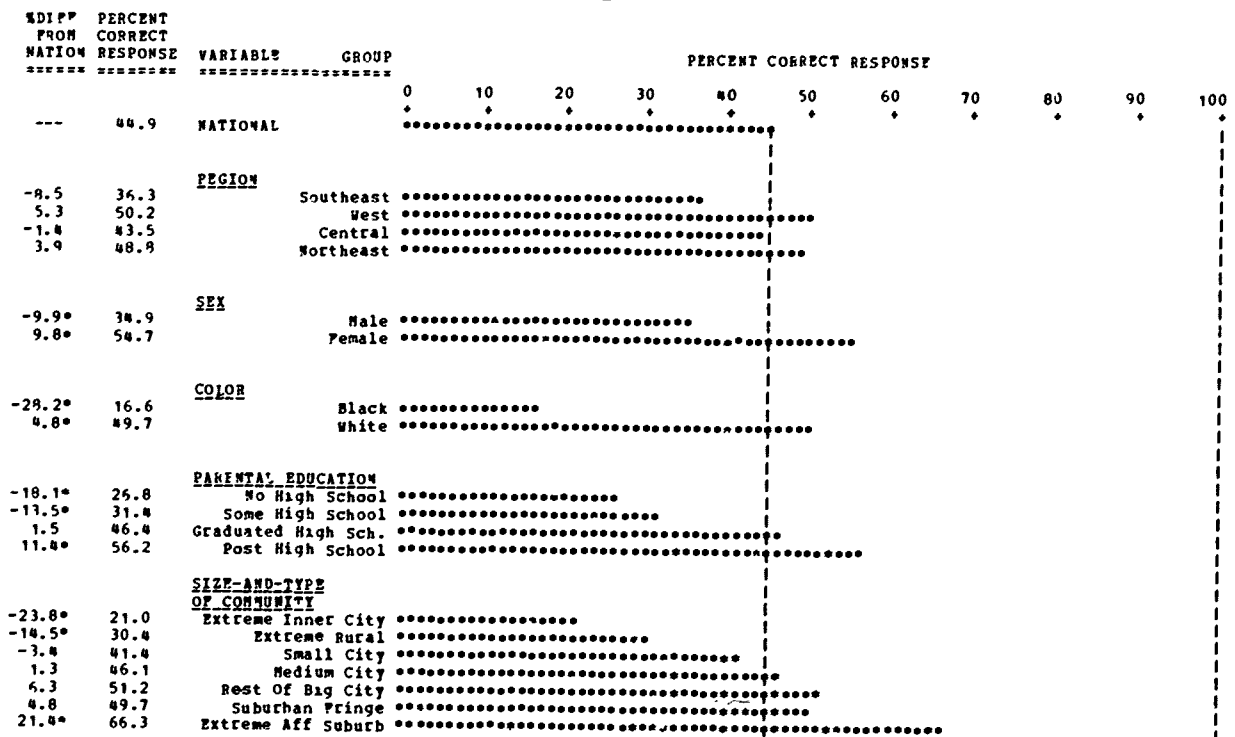 %DIFF PERCENT
FROM CORRECT
NATION RESPONSE VARIABLE GROUP PERCENT CORRECT RESPONSE
====== ======== ===================
0 10 20 30 40 50 60 70 80 90 100
--- 44.9 NATIONAL
REGION
-8.5 36.3 Southeast
5.3 50.2 West
-1.4 43.5 Central
3.9 48.8 Northeast
SEX
-9.9* 34.9 Male
9.8* 54.7 Female
COLOR
-28.2* 16.6 Black
4.8* 49.7 White
PARENTAL EDUCATION
-18.1* 26.8 No High School
-13.5* 31.4 Some High School
1.5 46.4 Graduated High Sch.
11.4* 56.2 Post High School
SIZE-AND-TYPE
OF COMMUNITY
-23.8* 21.0 Extreme Inner City
-14.5* 30.4 Extreme Rural
-3.4 41.4 Small City
1.3 46.1 Medium City
6.3 51.2 Rest Of Big City
4.8 49.7 Suburban Fringe
21.4* 66.3 Extreme Aff Suburb